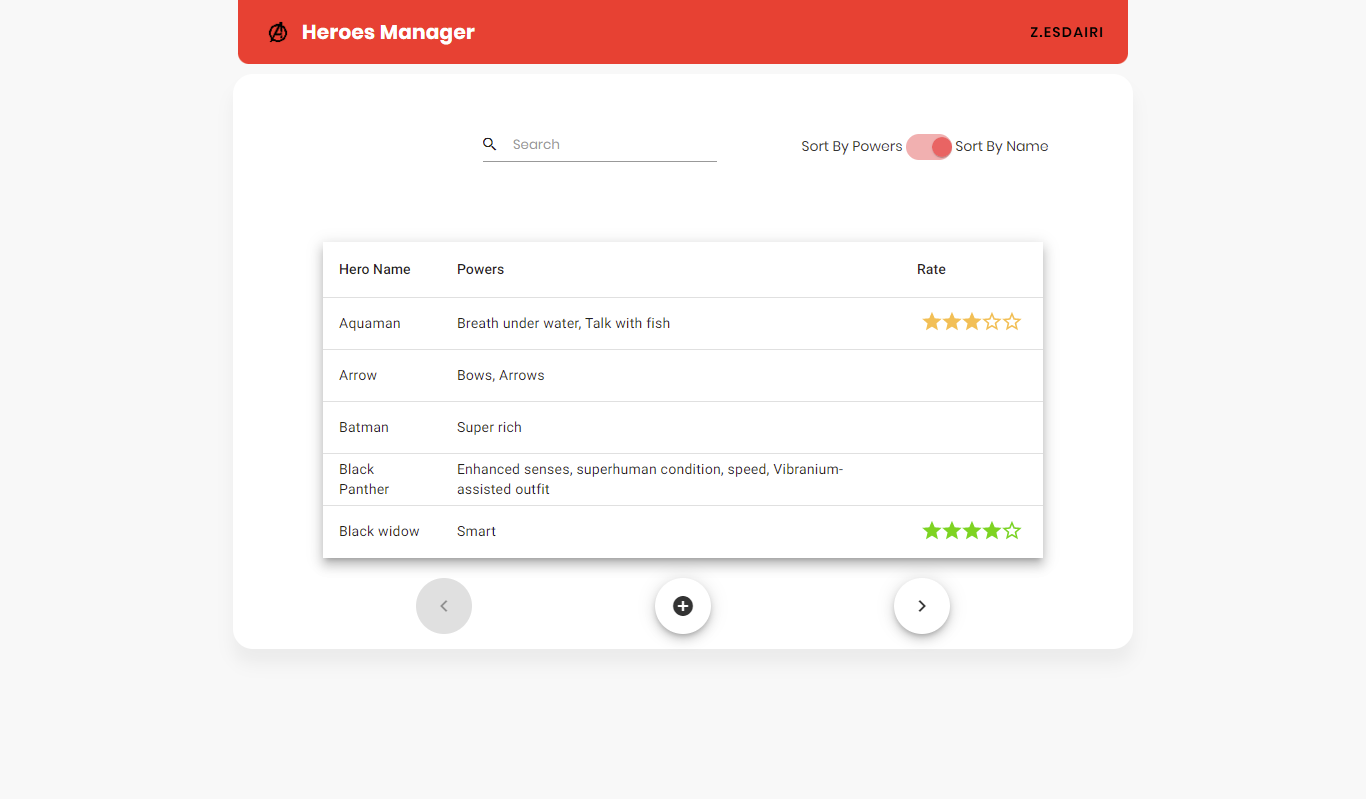 Heroes Manager
Z.ESDAIRI
Search
Sort By Powers
Sort By Name
Hero Name Powers Rate
Aquaman Breath under water, Talk with fish
Arrow Bows, Arrows
Batman Super rich
Black Enhanced senses, superhuman condition, speed, Vibranium-
Panther assisted outfit
Black widow Smart